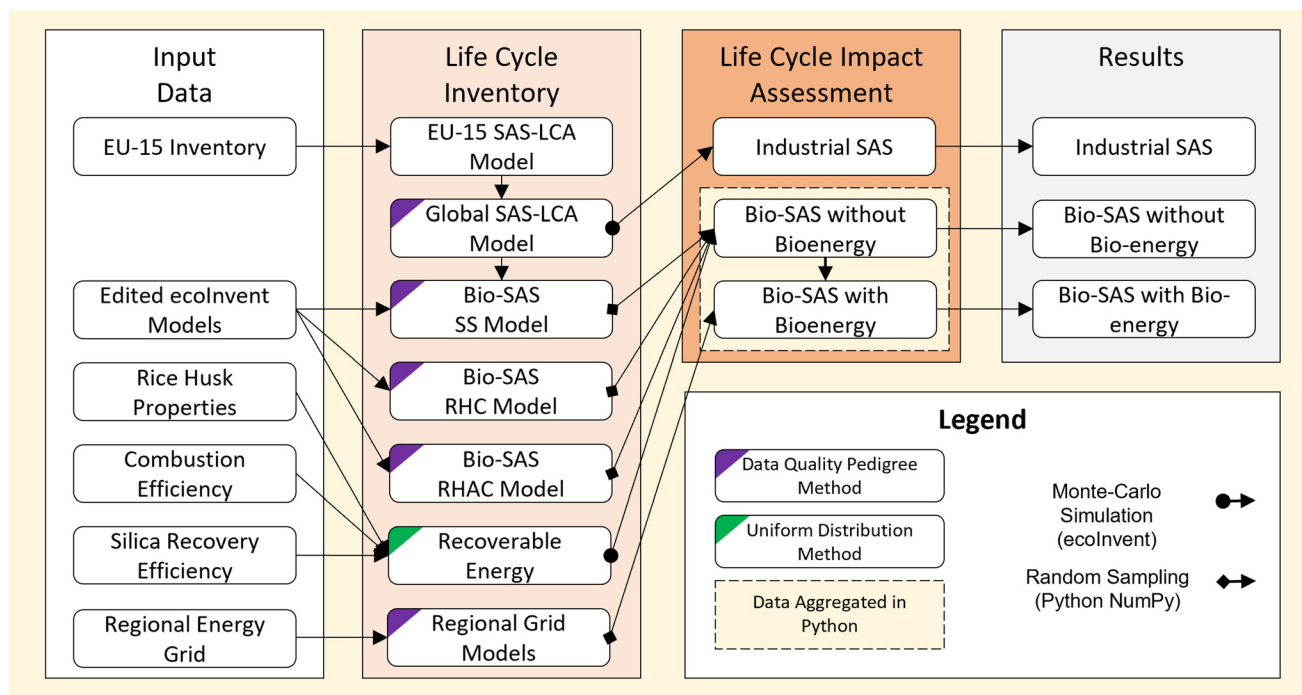 Input
Data
EU-15 Inventory
Edited ecoInvent
Models
Rice Husk
Properties
Combustion
Efficiency
Silica Recovery
Efficiency
Regional Energy
Grid
Life Cycle
Inventory
EU-15 SAS-LCA
Model
Global SAS-LCA
Model
Bio-SAS
SS Model
Bio-SAS
RHC Model
Bio-SAS
RHAC Model
Recoverable
Energy
Regional Grid
Models
Life Cycle Impact
Assessment
Industrial SAS
Bio-SAS without
Bioenergy
Bio-SAS with
Bioenergy
Results
Industrial SAS
Bio-SAS without
Bio-energy
Bio-SAS with Bio-
energy
Legend
Data Quality Pedigree
Method
Uniform Distribution
Method
Data Aggregated in
Python
Monte-Carlo
Simulation
(ecoInvent)
Random Sampling
(Python NumPy)